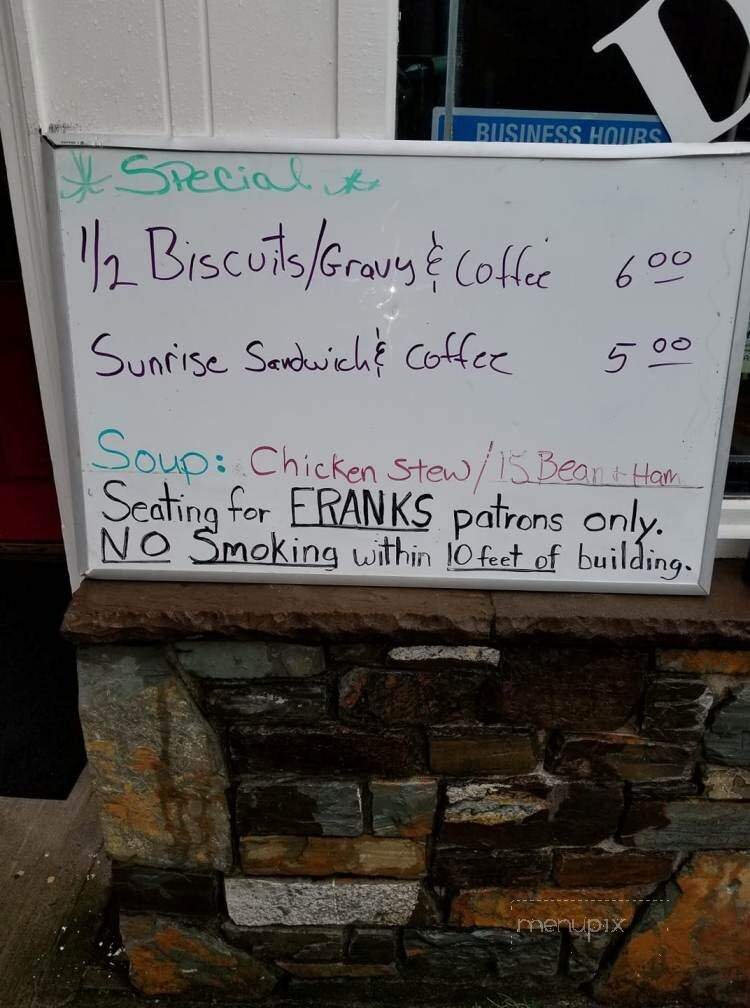 BUSINESS HOURS
D
Special
1/2 Biscuits/Gravy & Coffee 6 00
Sunrise Sandwich & Coffee 5 00
Soup: Chicken Stew/15 Bean + Ham
Seating for FRANKS patrons only.
NO Smoking within 10 feet of building.
menupix